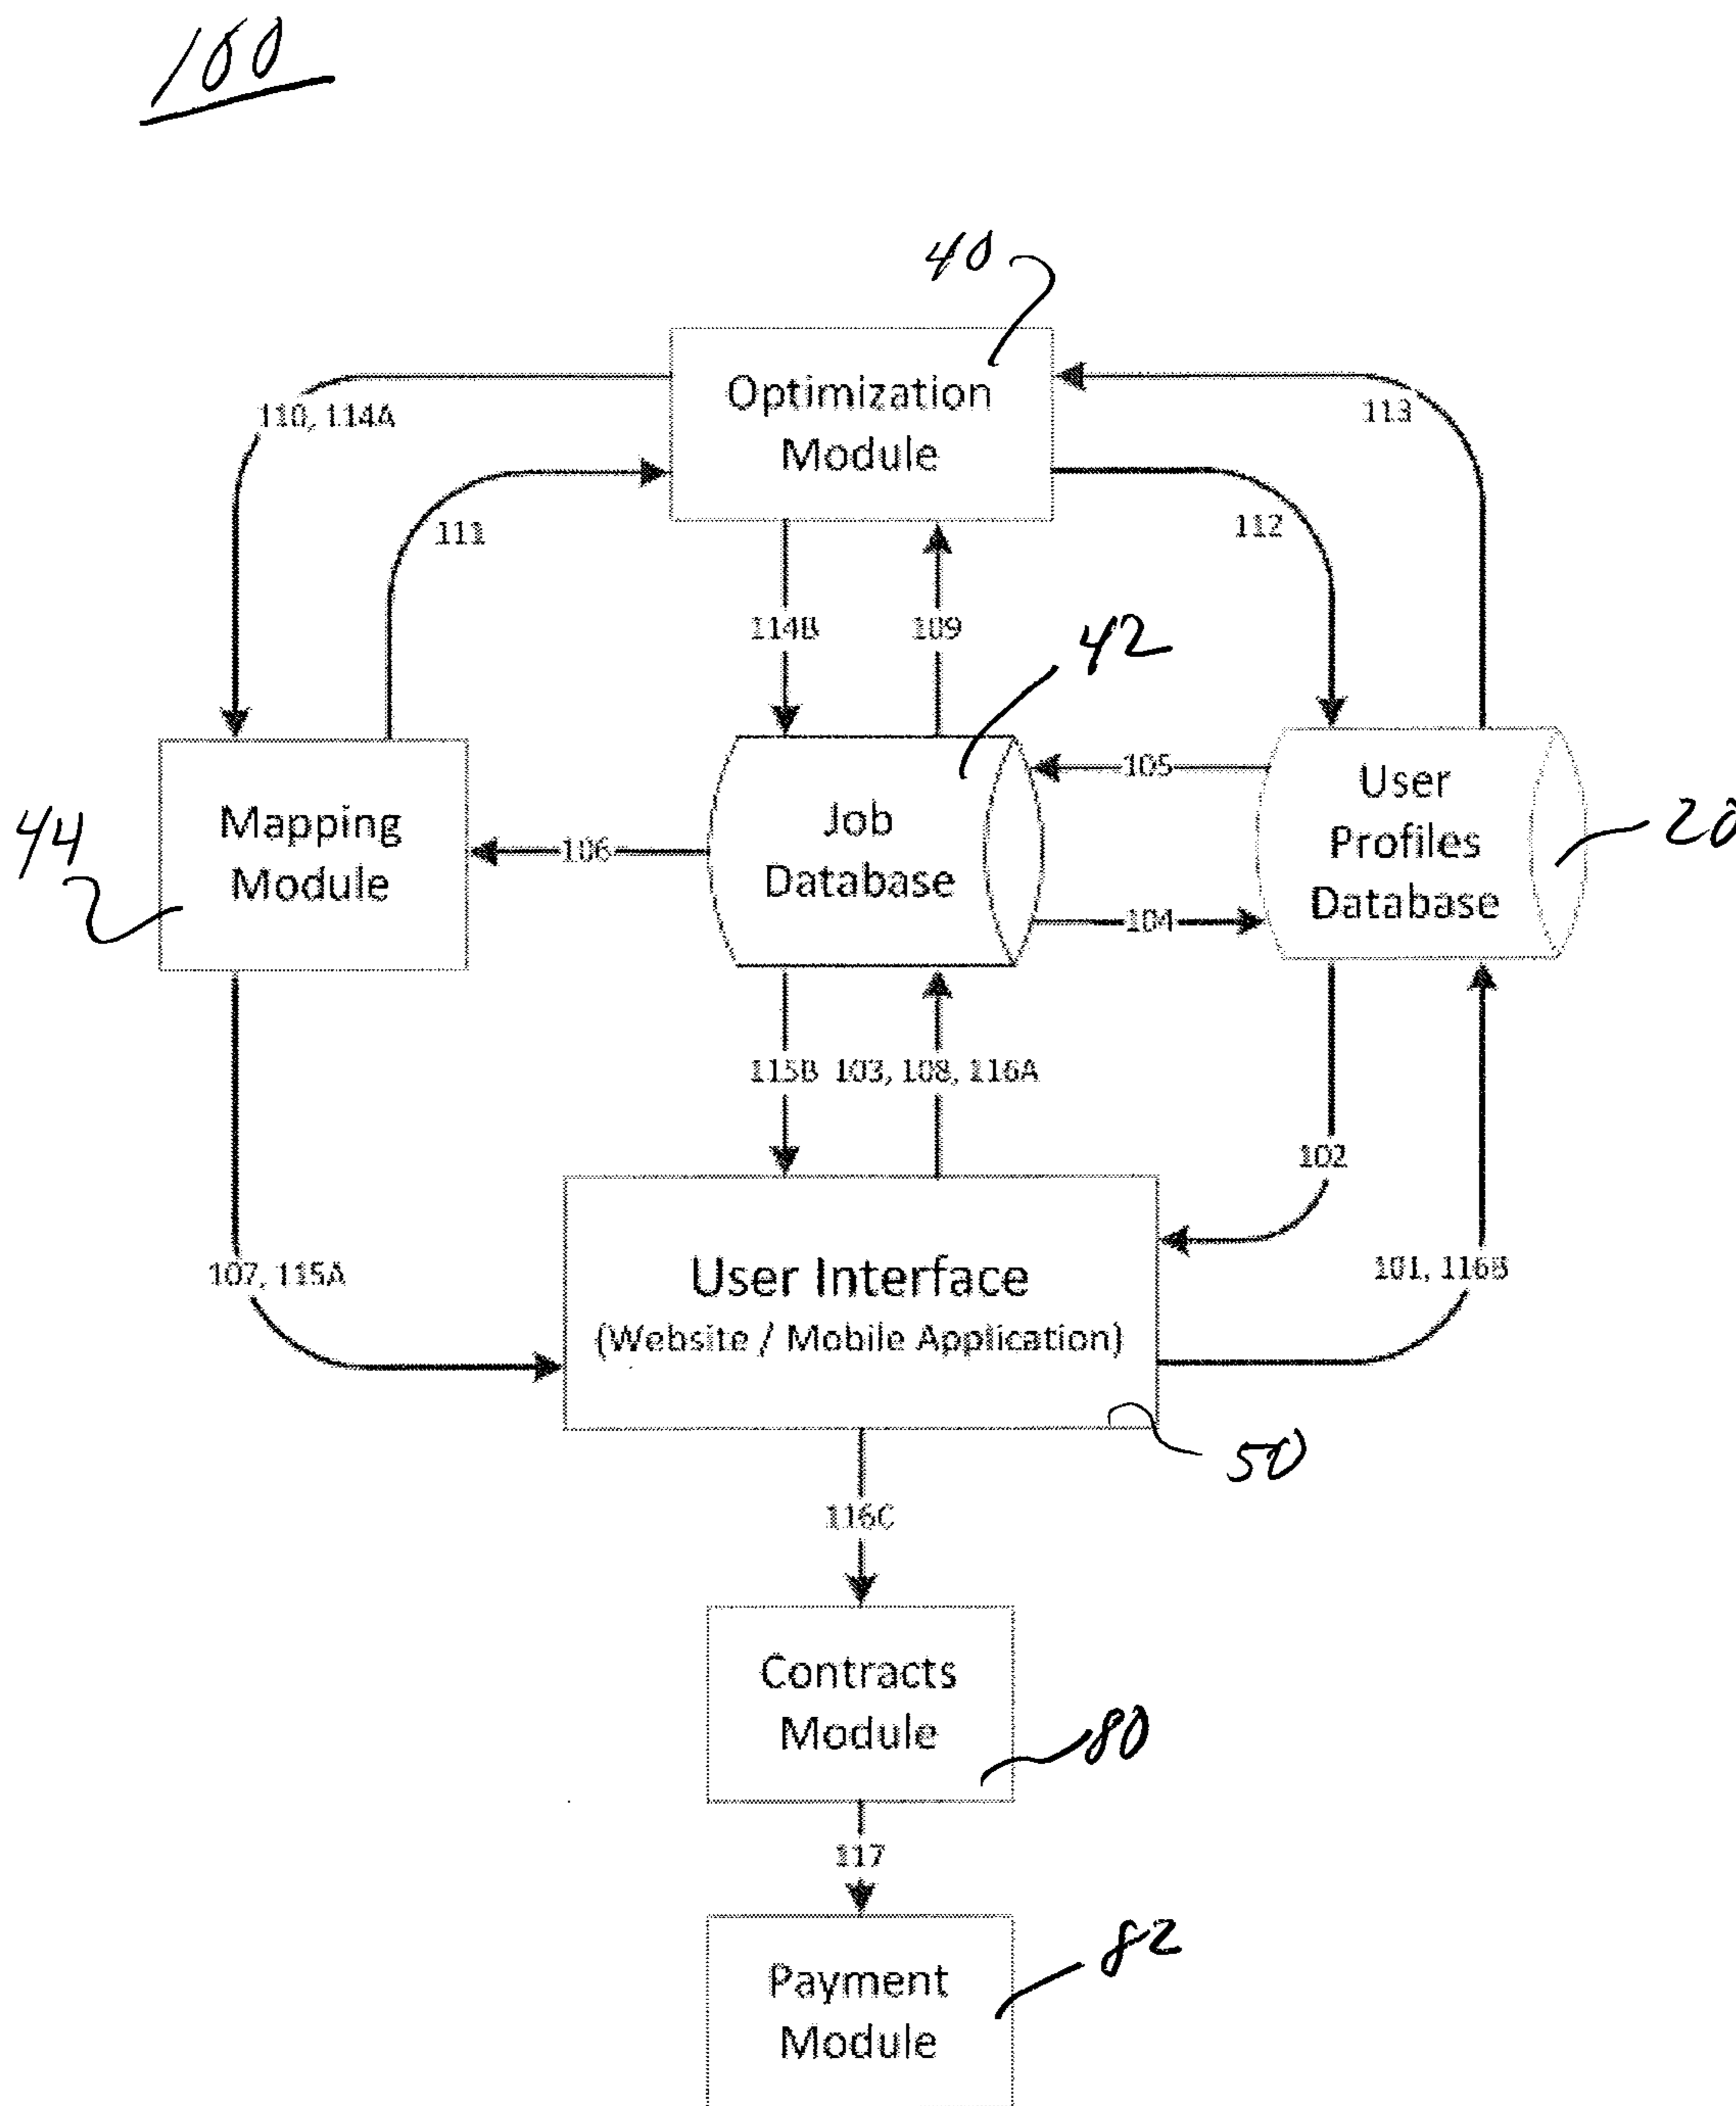 100
40
Optimization
Module
110, 114A
113
111
112
114B
109
42
105
User
Profiles
Database
20
Mapping
Module
44
106
Job
Database
104
115B
103, 108, 116A
102
107, 115A
101, 116B
User Interface
(Website / Mobile Application)
50
116C
Contracts
Module
80
117
Payment
Module
82